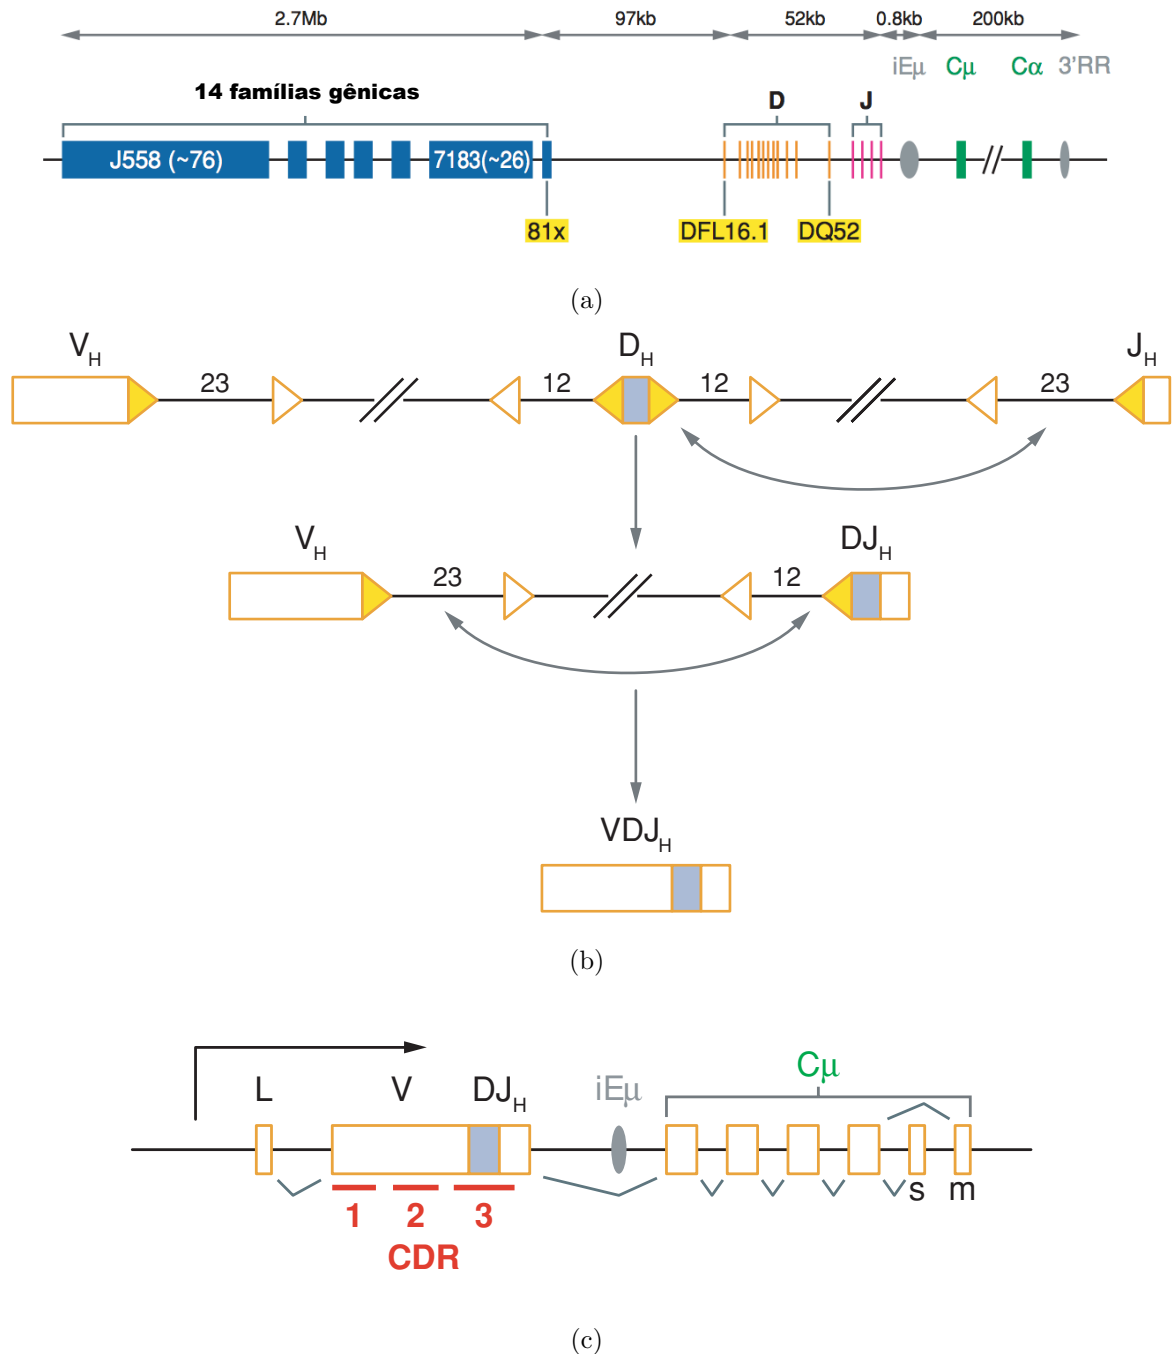 2.7Mb 97kb 52kb 0.8kb 200kb
iEμ Cμ Cα 3'RR
14 famílias gênicas D J
J558 (~76) 7183(~26)
81x DFL16.1 DQ52
(a)
VH DH JH
23 12 12 23
VH DJH
23 12
VDJH
(b)
Cμ
L V DJH iEμ
s m
1 2 3
CDR
(c)